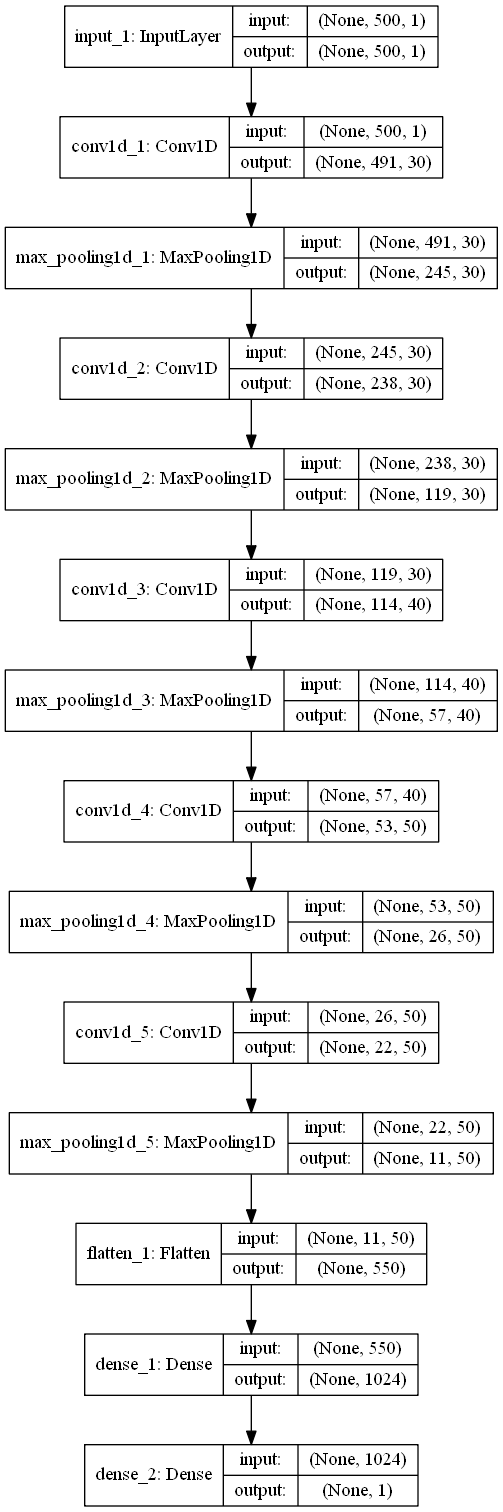 input_1: InputLayer
input: (None, 500, 1)
output: (None, 500, 1)
conv1d_1: Conv1D
input: (None, 500, 1)
output: (None, 491, 30)
max_pooling1d_1: MaxPooling1D
input: (None, 491, 30)
output: (None, 245, 30)
conv1d_2: Conv1D
input: (None, 245, 30)
output: (None, 238, 30)
max_pooling1d_2: MaxPooling1D
input: (None, 238, 30)
output: (None, 119, 30)
conv1d_3: Conv1D
input: (None, 119, 30)
output: (None, 114, 40)
max_pooling1d_3: MaxPooling1D
input: (None, 114, 40)
output: (None, 57, 40)
conv1d_4: Conv1D
input: (None, 57, 40)
output: (None, 53, 50)
max_pooling1d_4: MaxPooling1D
input: (None, 53, 50)
output: (None, 26, 50)
conv1d_5: Conv1D
input: (None, 26, 50)
output: (None, 22, 50)
max_pooling1d_5: MaxPooling1D
input: (None, 22, 50)
output: (None, 11, 50)
flatten_1: Flatten
input: (None, 11, 50)
output: (None, 550)
dense_1: Dense
input: (None, 550)
output: (None, 1024)
dense_2: Dense
input: (None, 1024)
output: (None, 1)